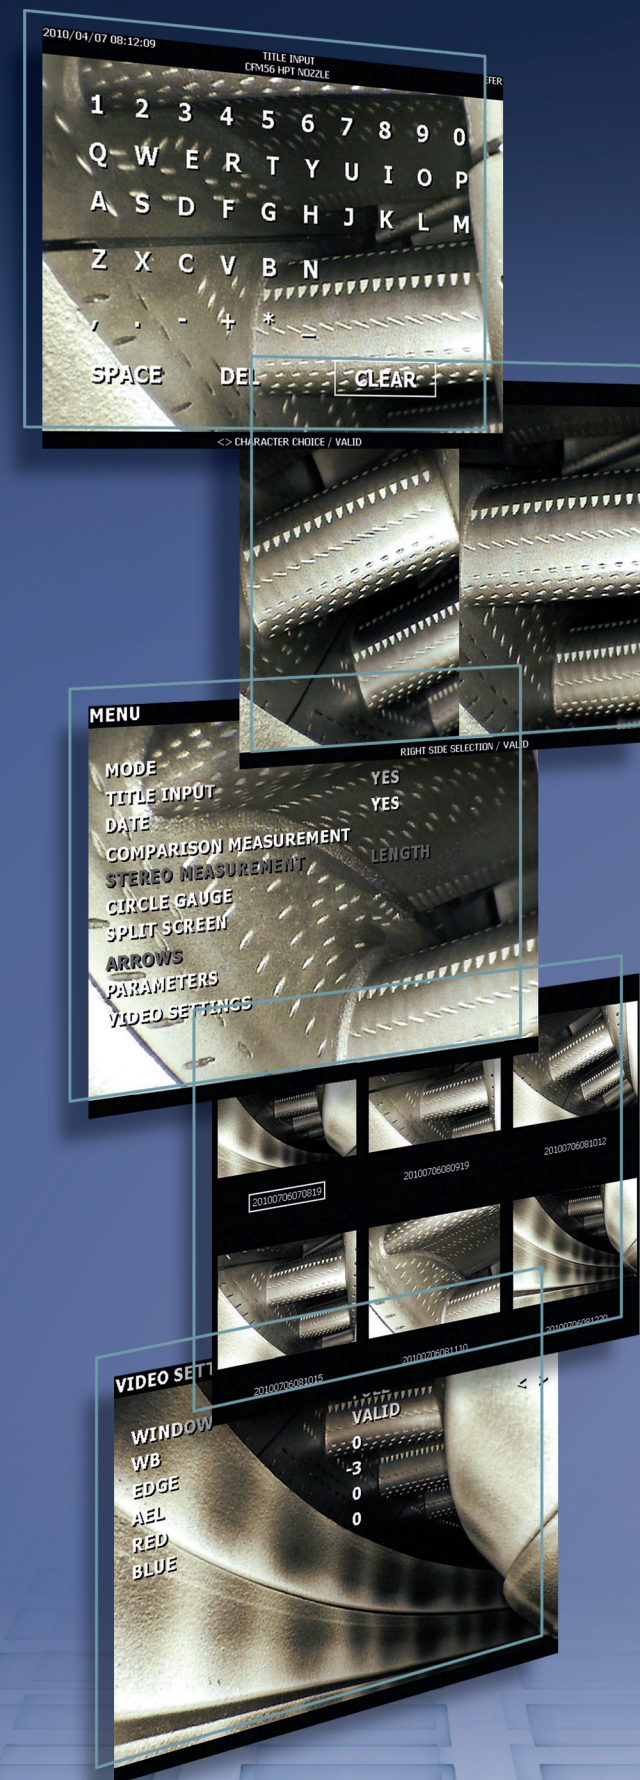 2010/04/07 08:12:09
TITLE INPUT
CFM56 HPT NOZZLE
1 2 3 4 5 6 7 8 9 0
Q W E R T Y U I O P
A S D F G H J K L M
Z X C V B N
, . - + * _
SPACE DEL CLEAR
<> CHARACTER CHOICE / VALID
RIGHT SIDE SELECTION / VALID
MENU
MODE
TITLE INPUT YES
DATE YES
COMPARISON MEASUREMENT
STEREO MEASUREMENT LENGTH
CIRCLE GAUGE
SPLIT SCREEN
ARROWS
PARAMETERS
VIDEO SETTINGS
20100706070819 20100706080919 20100706081012
20100706081015 20100706081110 20100706081220
VIDEO SETT
WINDOW
WB VALID
EDGE 0
AEL -3
RED 0
BLUE 0
< >